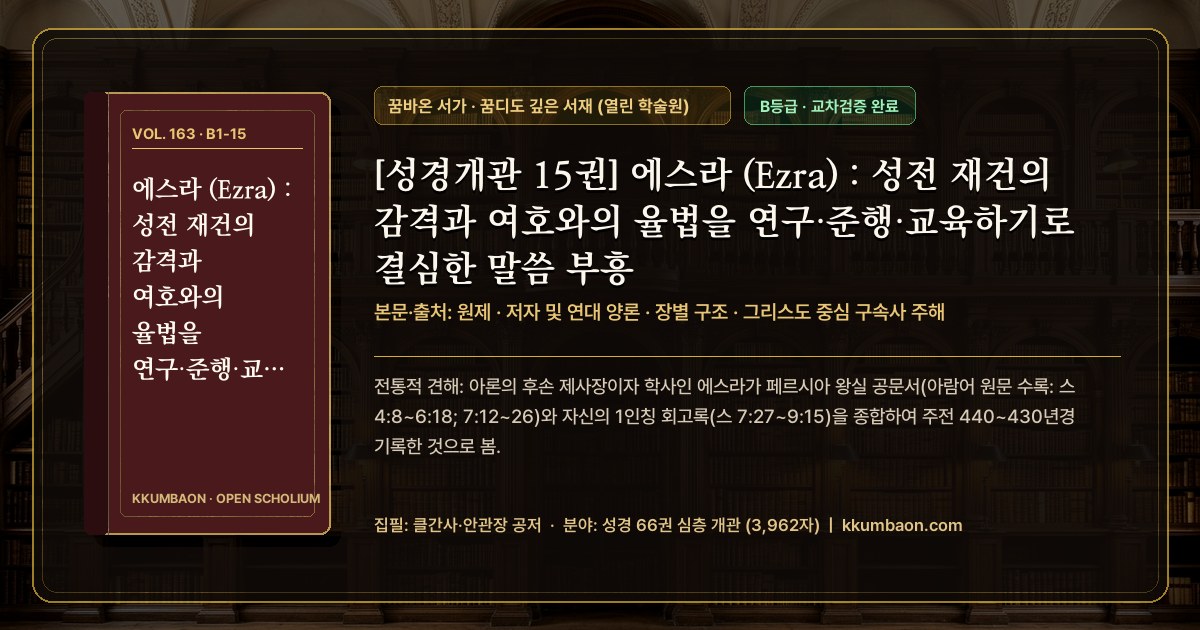 VOL. 163 · B1-15
에스라 (Ezra) :
성전 재건의
감격과
여호와의
율법을
연구·준행·교…
KKUMBAON · OPEN SCHOLIUM
꿈바온 서가 · 꿈디도 깊은 서재 (열린 학술원)
B등급 · 교차검증 완료
[성경개관 15권] 에스라 (Ezra) : 성전 재건의
감격과 여호와의 율법을 연구·준행·교육하기로
결심한 말씀 부흥
본문·출처: 원제 · 저자 및 연대 양론 · 장별 구조 · 그리스도 중심 구속사 주해
전통적 견해: 아론의 후손 제사장이자 학사인 에스라가 페르시아 왕실 공문서(아람어 원문 수록: 스
4:8~6:18; 7:12~26)와 자신의 1인칭 회고록(스 7:27~9:15)을 종합하여 주전 440~430년경
기록한 것으로 봄.
집필: 클간사·안관장 공저 · 분야: 성경 66권 심층 개관 (3,962자) | kkumbaon.com